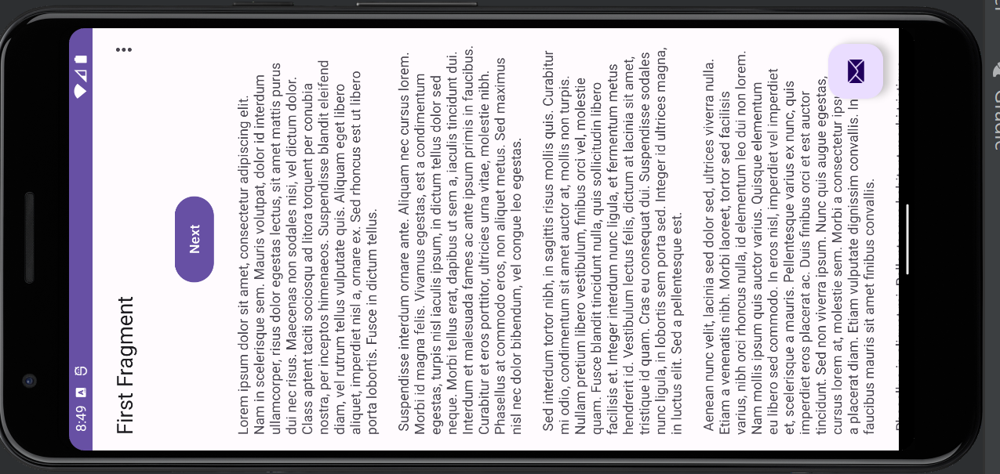 8:49
First Fragment
Next
Lorem ipsum dolor sit amet, consectetur adipiscing elit.
Nam in scelerisque sem. Mauris volutpat, dolor id interdum
ullamcorper, risus dolor egestas lectus, sit amet mattis purus
dui nec risus. Maecenas non sodales nisi, vel dictum dolor.
Class aptent taciti sociosqu ad litora torquent per conubia
nostra, per inceptos himenaeos. Suspendisse blandit eleifend
diam, vel rutrum tellus vulputate quis. Aliquam eget libero
aliquet, imperdiet nisl a, ornare ex. Sed rhoncus est ut libero
porta lobortis. Fusce in dictum tellus.
Suspendisse interdum ornare ante. Aliquam nec cursus lorem.
Morbi id magna felis. Vivamus egestas, est a condimentum
egestas, turpis nisl iaculis ipsum, in dictum tellus dolor sed
neque. Morbi tellus erat, dapibus ut sem a, iaculis tincidunt dui.
Interdum et malesuada fames ac ante ipsum primis in faucibus.
Curabitur et eros porttitor, ultricies urna vitae, molestie nibh.
Phasellus at commodo eros, non aliquet metus. Sed maximus
nisl nec dolor bibendum, vel congue leo egestas.
Sed interdum tortor nibh, in sagittis risus mollis quis. Curabitur
mi odio, condimentum sit amet auctor at, mollis non turpis.
Nullam pretium libero vestibulum, finibus orci vel, molestie
quam. Fusce blandit tincidunt nulla, quis sollicitudin libero
facilisis et. Integer interdum nunc ligula, et fermentum metus
hendrerit id. Vestibulum lectus felis, dictum at lacinia sit amet,
tristique id quam. Cras eu consequat dui. Suspendisse sodales
nunc ligula, in lobortis sem porta sed. Integer id ultrices magna,
in luctus elit. Sed a pellentesque est.
Aenean nunc velit, lacinia sed dolor sed, ultrices viverra nulla.
Etiam a venenatis nibh. Morbi laoreet, tortor sed facilisis
varius, nibh orci rhoncus nulla, id elementum leo dui non lorem.
Nam mollis ipsum quis auctor varius. Quisque elementum
eu libero sed commodo. In eros nisl, imperdiet vel imperdiet
et, scelerisque a mauris. Pellentesque varius ex nunc, quis
imperdiet eros placerat ac. Duis finibus orci et est auctor
tincidunt. Sed non viverra ipsum. Nunc quis augue egestas,
cursus lorem at, molestie sem. Morbi a consectetur ipsu
a placerat diam. Etiam vulputate dignissim convallis. In
faucibus mauris sit amet finibus convallis.